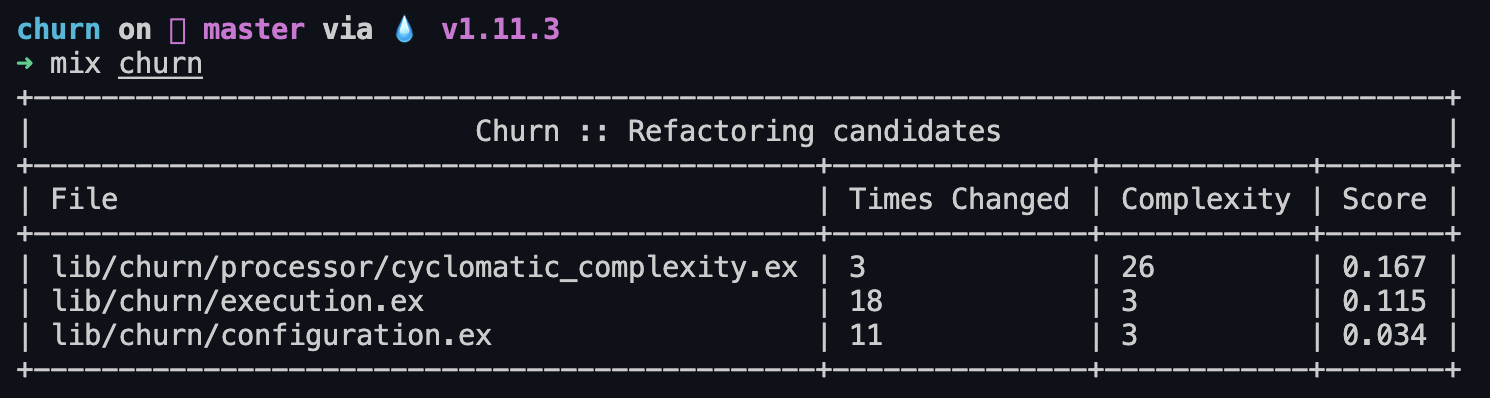 churn on master via 💧 v1.11.3
➜ mix churn
Churn :: Refactoring candidates
| File | Times Changed | Complexity | Score |
| lib/churn/processor/cyclomatic_complexity.ex | 3 | 26 | 0.167 |
| lib/churn/execution.ex | 18 | 3 | 0.115 |
| lib/churn/configuration.ex | 11 | 3 | 0.034 |